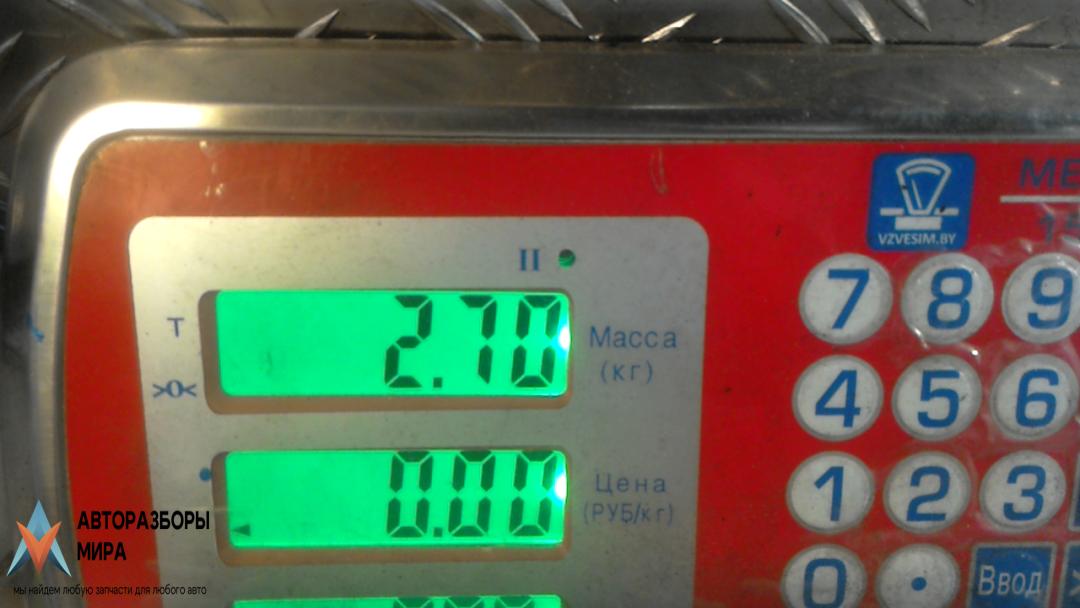 VZVESIM.BY
II
2.70
Масса
(кг)
T
>0<
0.00
Цена
(РУБ/кг)
7 8 9
4 5 6
1 2 3
0 . Ввод
АВТОРАЗБОРЫ
МИРА
мы найдем любую запчасти для любого авто